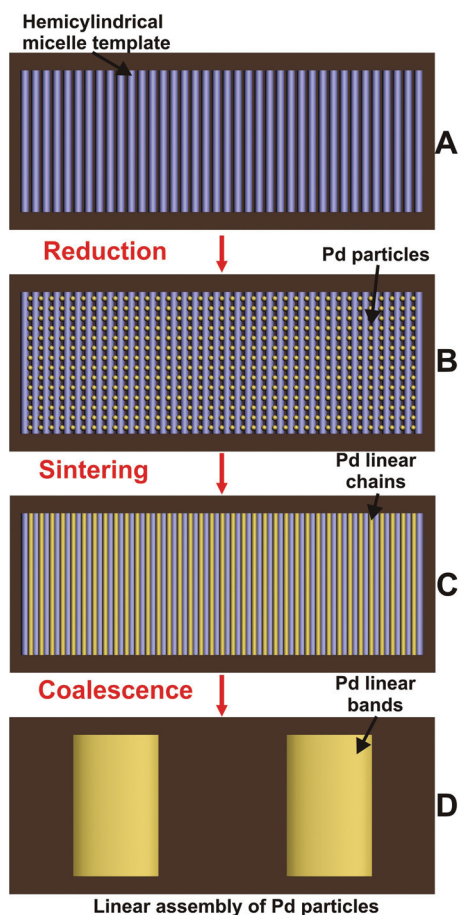 Hemicylindrical
micelle template
A
Reduction
Pd particles
B
Sintering
Pd linear
chains
C
Coalescence
Pd linear
bands
D
Linear assembly of Pd particles